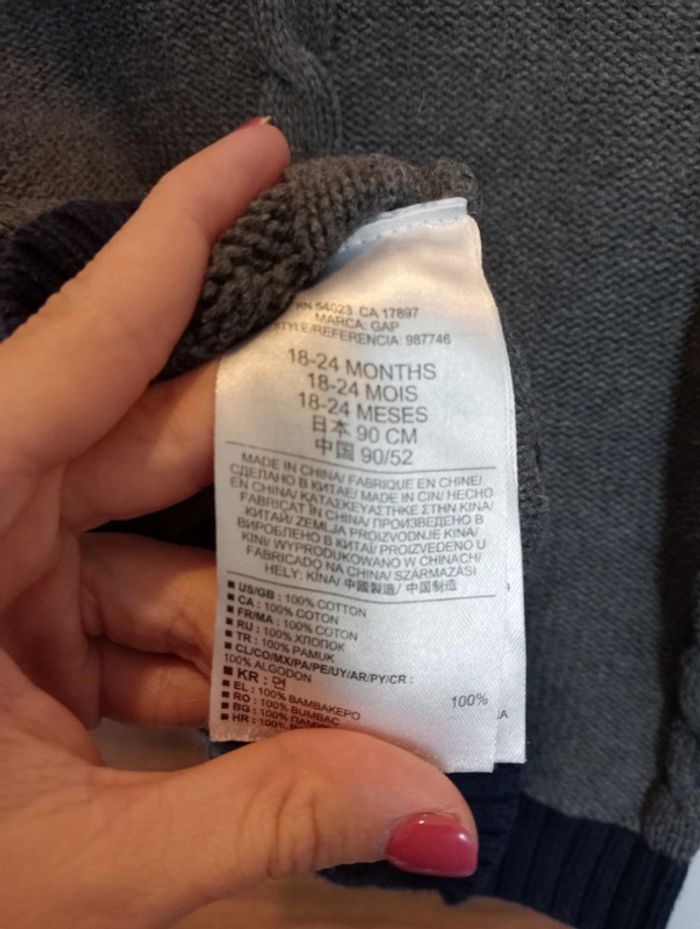 RN 54023 CA 17897
MARCA: GAP
STYLE/REFERENCIA: 987746
18-24 MONTHS
18-24 MOIS
18-24 MESES
日本 90 CM
中国 90/52
MADE IN CHINA/ FABRIQUE EN CHINE/
СДЕЛАНО В КИТАЕ/ MADE IN CIN/ HECHO
EN CHINA/ ΚΑΤΑΣΚΕΥΑΣΤΗΚΕ ΣΤΗΝ ΚΙΝΑ/
FABRICAT ÎN CHINA/ ПРОИЗВЕДЕНО В
КИТАЙ/ ZEMLJA PROIZVODNJE KINA/
ВИРОБЛЕНО В КИТАЇ/ PROIZVEDENO U
KINI/ WYPRODUKOWANO W CHINACH/
FABRICADO NA CHINA/ SZÁRMAZÁSI
HELY: KÍNA/ 中國製造/ 中国制造
■ US/GB : 100% COTTON
■ CA : 100% COTON
■ FR/MA : 100% COTON
■ RU : 100% ХЛОПОК
■ TR : 100% PAMUK
■ CL/CO/MX/PA/PE/UY/AR/PY/CR :
100% ALGODON
■ KR : 면
■ EL : 100% ΒΑΜΒΑΚΕΡΟ
■ RO : 100% BUMBAC
■ BG : 100% ПАМУК
■ HR : 100%
100%